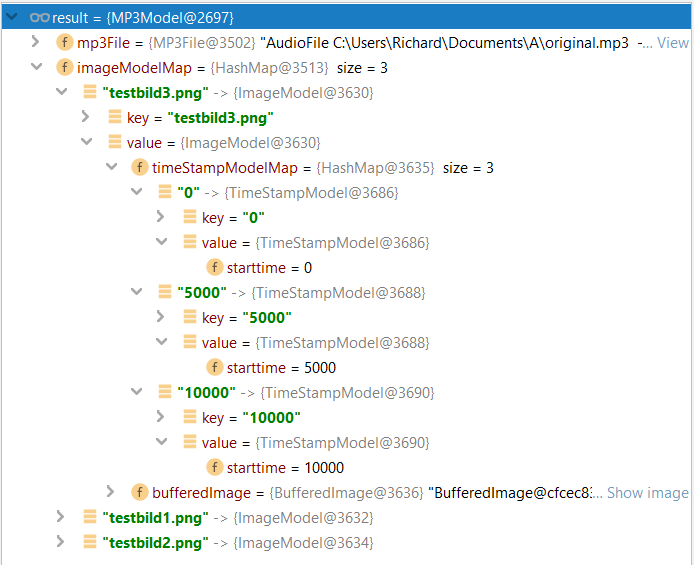 result = {MP3Model@2697}
f mp3File = {MP3File@3502} "AudioFile C:\Users\Richard\Documents\A\original.mp3 -... View
f imageModelMap = {HashMap@3513} size = 3
"testbild3.png" -> {ImageModel@3630}
key = "testbild3.png"
value = {ImageModel@3630}
f timeStampModelMap = {HashMap@3635} size = 3
"0" -> {TimeStampModel@3686}
key = "0"
value = {TimeStampModel@3686}
f starttime = 0
"5000" -> {TimeStampModel@3688}
key = "5000"
value = {TimeStampModel@3688}
f starttime = 5000
"10000" -> {TimeStampModel@3690}
key = "10000"
value = {TimeStampModel@3690}
f starttime = 10000
f bufferedImage = {BufferedImage@3636} "BufferedImage@cfcec83... Show image
"testbild1.png" -> {ImageModel@3632}
"testbild2.png" -> {ImageModel@3634}